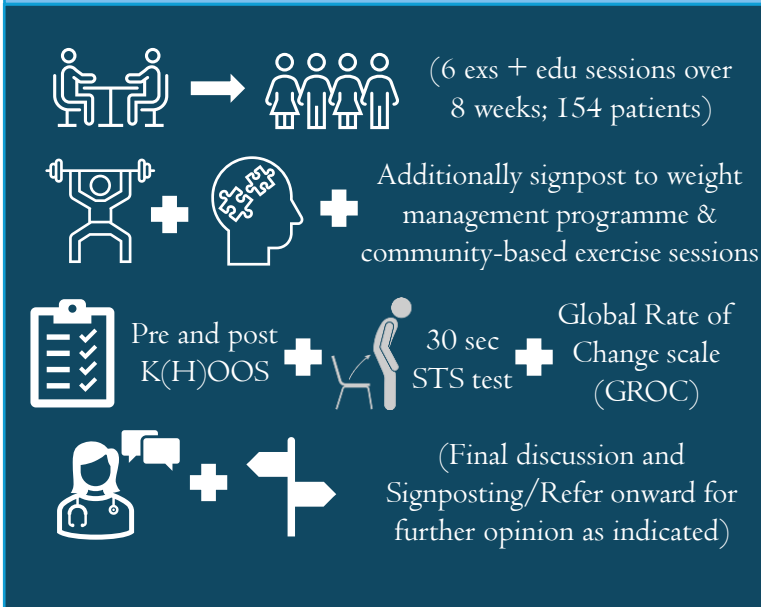 (6 exs + edu sessions over
8 weeks; 154 patients)
Additionally signpost to weight
management programme &
community-based exercise sessions
Pre and post
K(H)OOS
30 sec
STS test
Global Rate of
Change scale
(GROC)
(Final discussion and
Signposting/Refer onward for
further opinion as indicated)